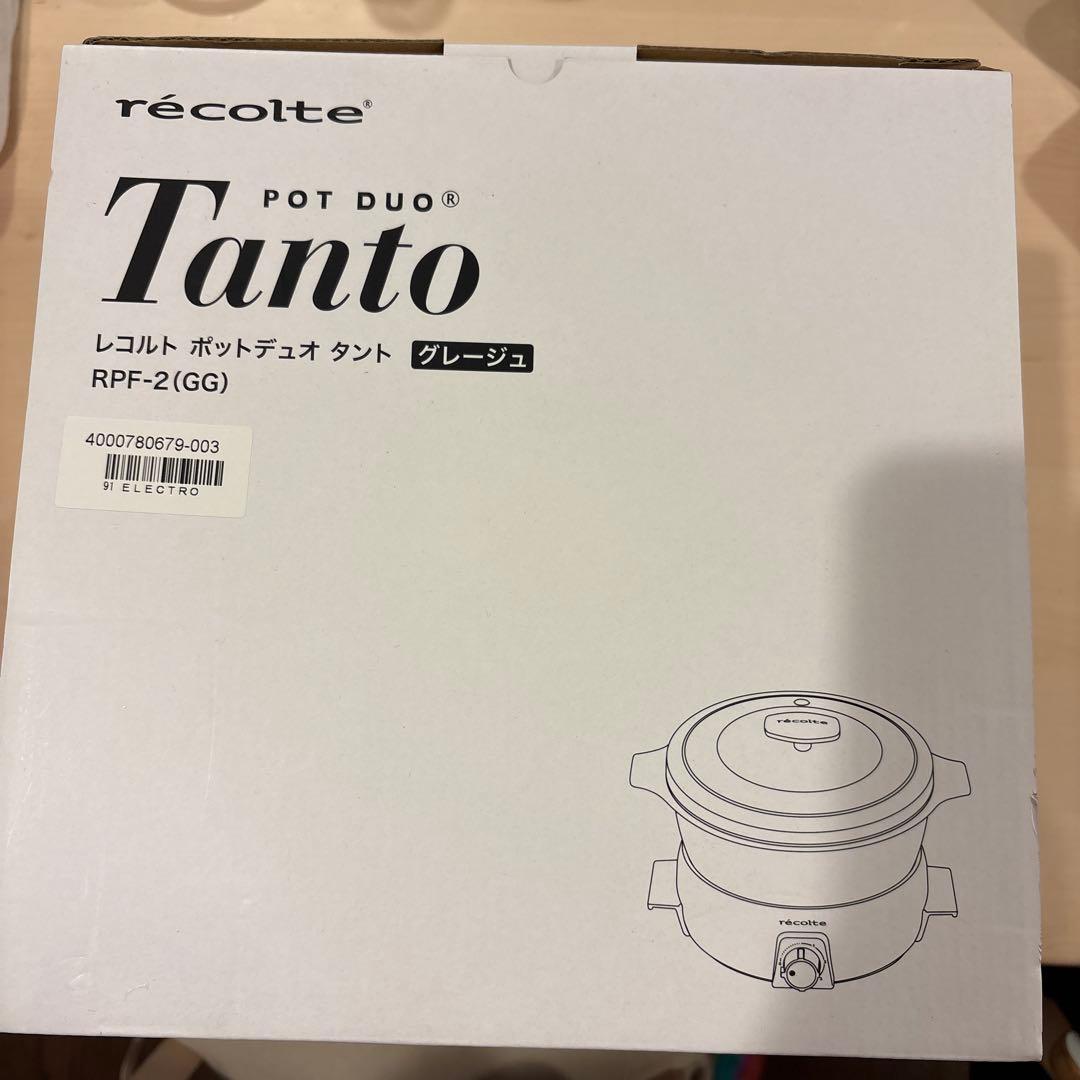 récolte®
POT DUO®
Tanto
レコルト ポットデュオ タント グレージュ
RPF-2(GG)
4000780679-003
91 ELECTRO
récolte
récolte